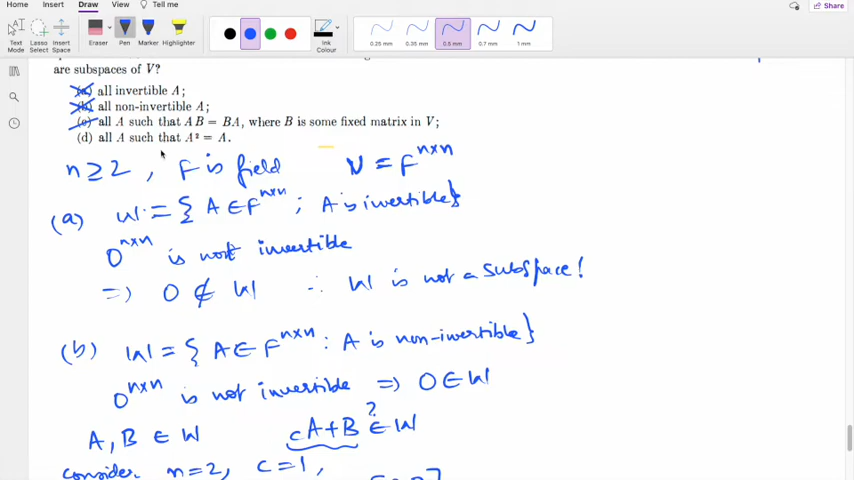 Home Insert Draw View Tell me
Share
Text Mode
Lasso Select
Insert Space
Eraser
Pen
Marker
Highlighter
Ink Colour
0.25 mm
0.35 mm
0.5 mm
0.7 mm
1 mm
are subspaces of V?
(a) all invertible A;
(b) all non-invertible A;
(c) all A such that AB = BA, where B is some fixed matrix in V;
(d) all A such that A² = A.
n ≥ 2, F is field V = F^{n×n}
(a) W := { A ∈ F^{n×n} ; A is ivertible}
0^{n×n} is not invertible
=> 0 ∉ W ∴ W is not a subspace!
(b) W = { A ∈ F^{n×n} : A is non-ivertible}
0^{n×n} is not invertible => 0 ∈ W
A, B ∈ W cA+B ?∈ W
consider n=2, c=1,